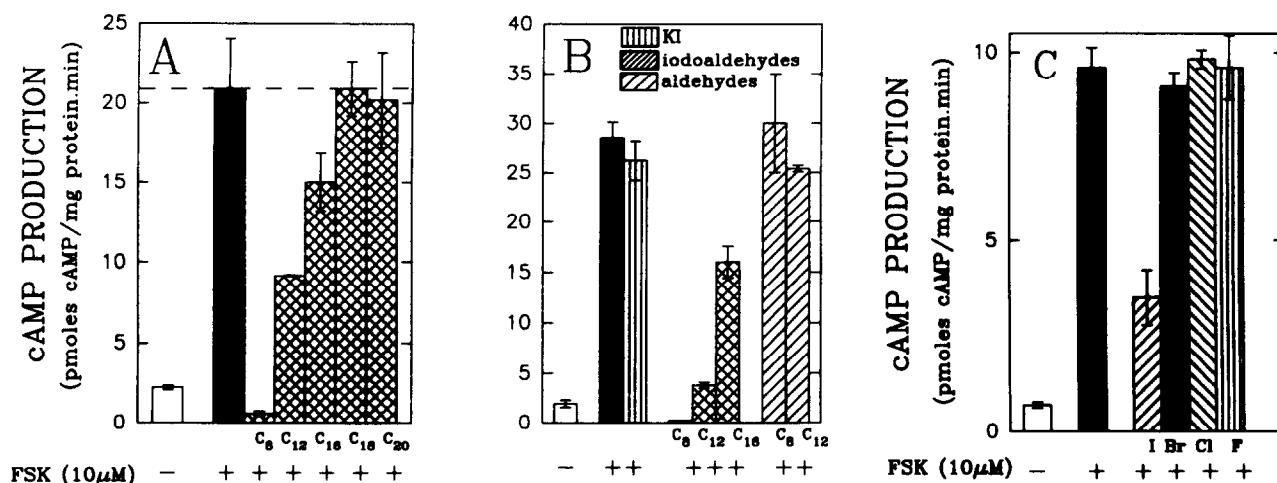 A
cAMP PRODUCTION
(pmoles cAMP/mg protein.min)
25
20
15
10
5
0
C8 C12 C16 C18 C20
FSK (10μM) − + + + + + +
B
KI
iodoaldehydes
aldehydes
40
35
30
25
20
15
10
5
0
C8 C12 C16 C8 C12
− + + + + + + +
C
cAMP PRODUCTION
(pmoles cAMP/mg protein.min)
10
5
0
I Br Cl F
FSK (10μM) − + + + + +